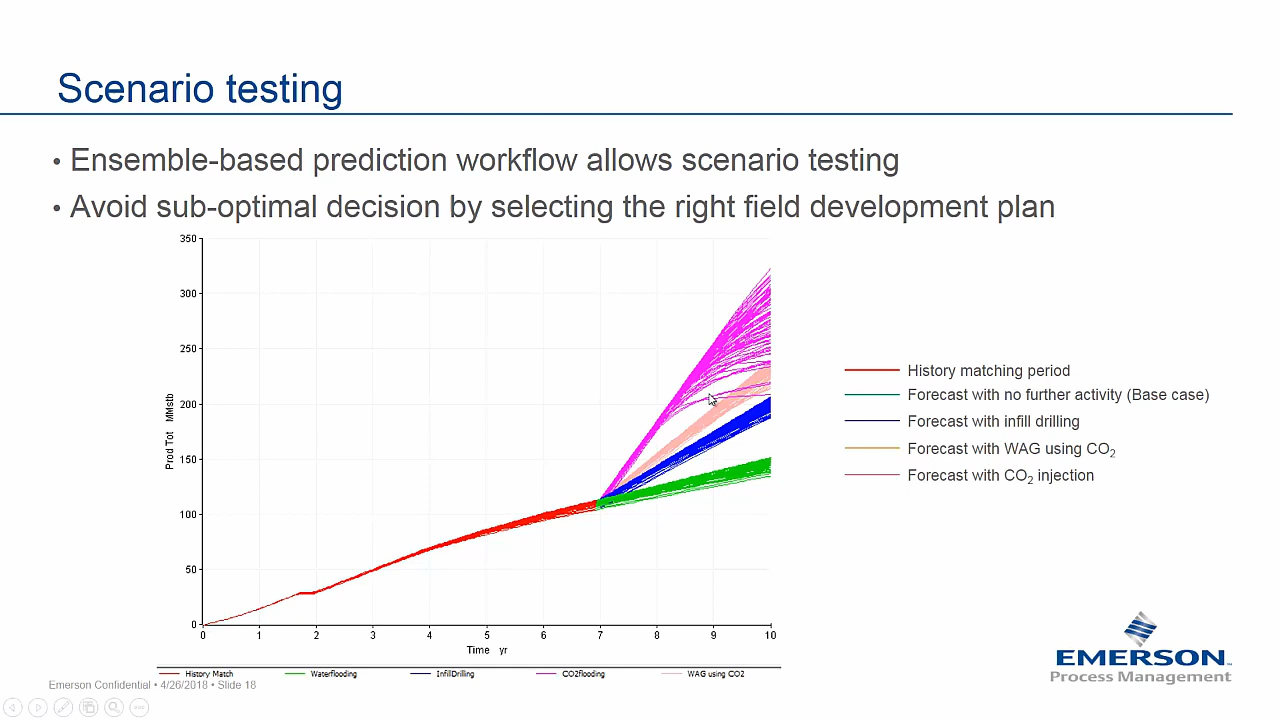 Scenario testing
• Ensemble-based prediction workflow allows scenario testing
• Avoid sub-optimal decision by selecting the right field development plan
350
300
250
200
150
100
50
0
Prod Tot MMstb
0 1 2 3 4 5 6 7 8 9 10
Time yr
History Match Waterflooding InfillDrilling CO2flooding WAG using CO2
History matching period
Forecast with no further activity (Base case)
Forecast with infill drilling
Forecast with WAG using CO₂
Forecast with CO₂ injection
EMERSON™
Process Management
Emerson Confidential • 4/26/2018 • Slide 18